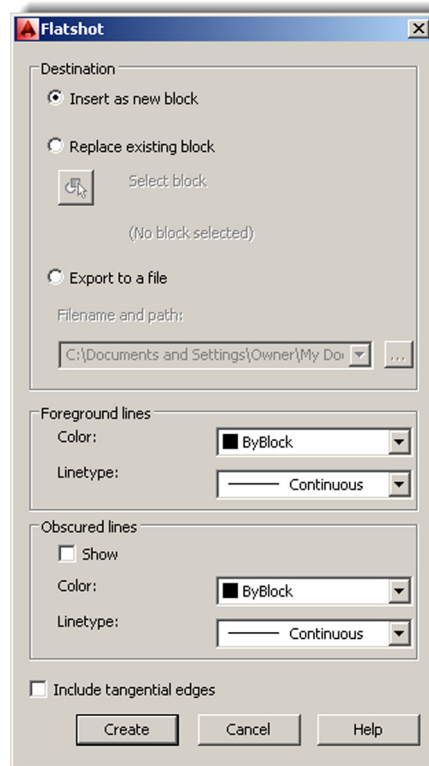 Flatshot
Destination
Insert as new block
Replace existing block
Select block
(No block selected)
Export to a file
Filename and path:
C:\Documents and Settings\Owner\My Do
...
Foreground lines
Color:
ByBlock
Linetype:
Continuous
Obscured lines
Show
Color:
ByBlock
Linetype:
Continuous
Include tangential edges
Create
Cancel
Help